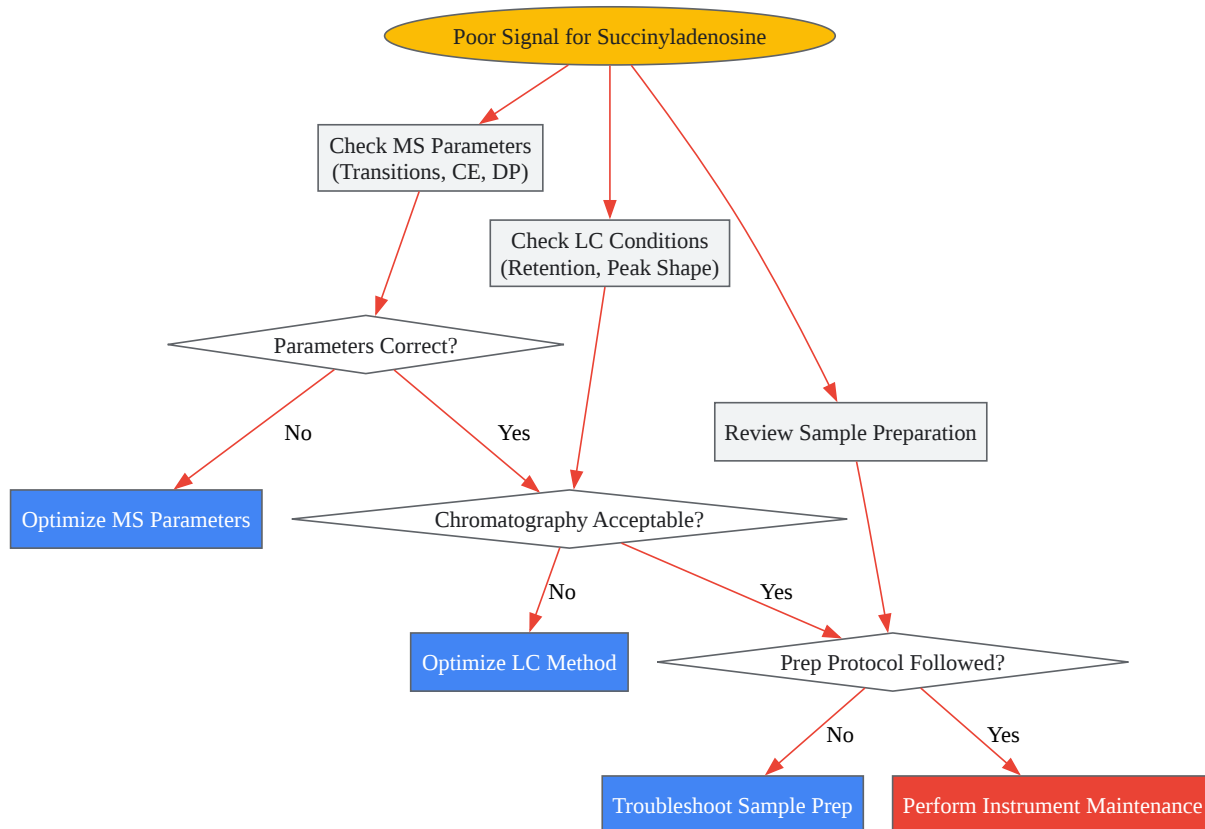 Poor Signal for Succinyladenosine
Check MS Parameters
(Transitions, CE, DP)
Check LC Conditions
(Retention, Peak Shape)
Parameters Correct?
No
Yes
Review Sample Preparation
Optimize MS Parameters
Chromatography Acceptable?
No
Yes
Optimize LC Method
Prep Protocol Followed?
No
Yes
Troubleshoot Sample Prep
Perform Instrument Maintenance